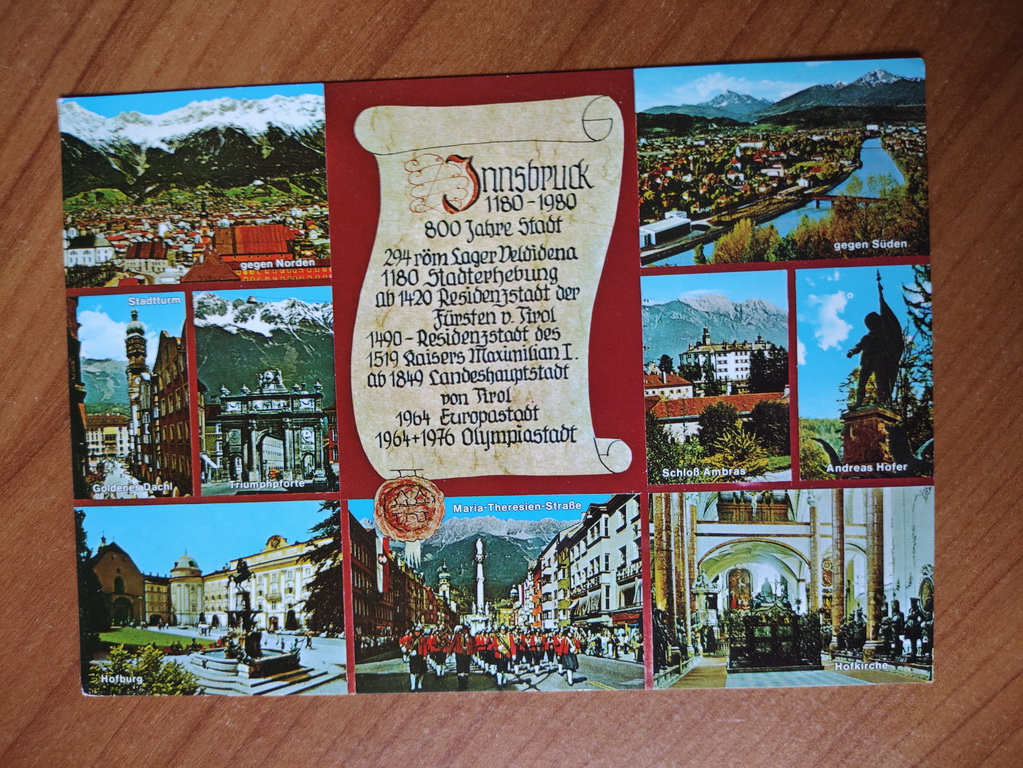 Innsbruck
1180-1980
800 Jahre Stadt
294 röm Lager Veldidena
1180 Stadterhebung
ab 1420 Residenzstadt der
Fürsten v. Tirol
1490 - Residenzstadt des
1519 Kaisers Maximilian I.
ab 1849 Landeshauptstadt
von Tirol
1964 Europastadt
1964+1976 Olympiastadt
gegen Norden
gegen Süden
Stadtturm
Goldenes Dachl
Triumphpforte
Schloß Ambras
Andreas Hofer
Hofburg
Maria-Theresien-Straße
Hofkirche